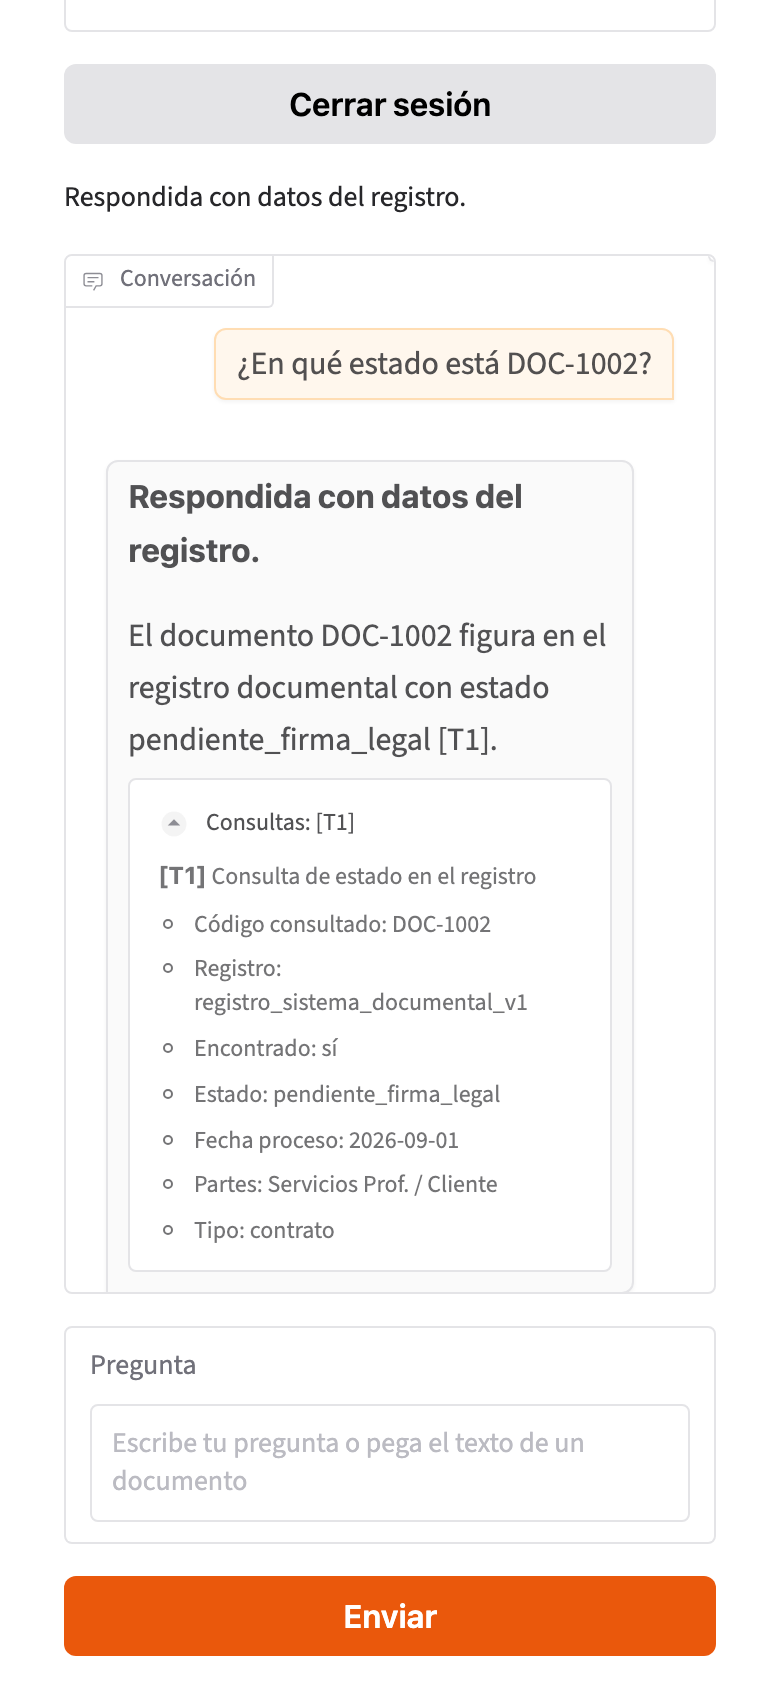 Cerrar sesión
Respondida con datos del registro.
Conversación
¿En qué estado está DOC-1002?
Respondida con datos del
registro.
El documento DOC-1002 figura en el
registro documental con estado
pendiente_firma_legal [T1].
Consultas: [T1]
[T1] Consulta de estado en el registro
Código consultado: DOC-1002
Registro:
registro_sistema_documental_v1
Encontrado: sí
Estado: pendiente_firma_legal
Fecha proceso: 2026-09-01
Partes: Servicios Prof. / Cliente
Tipo: contrato
Pregunta
Escribe tu pregunta o pega el texto de un
documento
Enviar